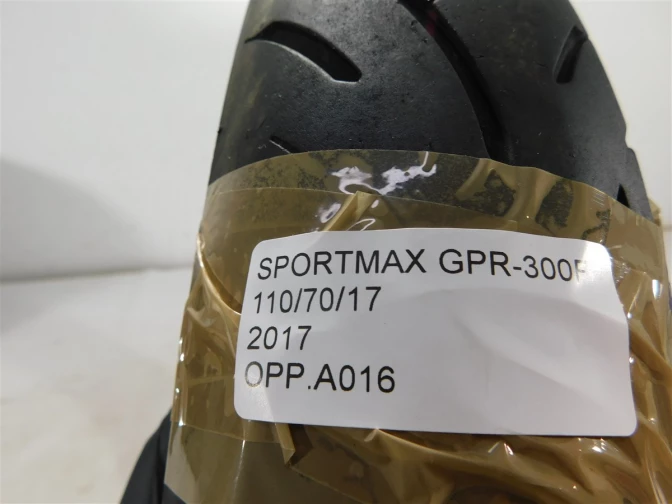 SPORTMAX GPR-300F
110/70/17
2017
OPP.A016